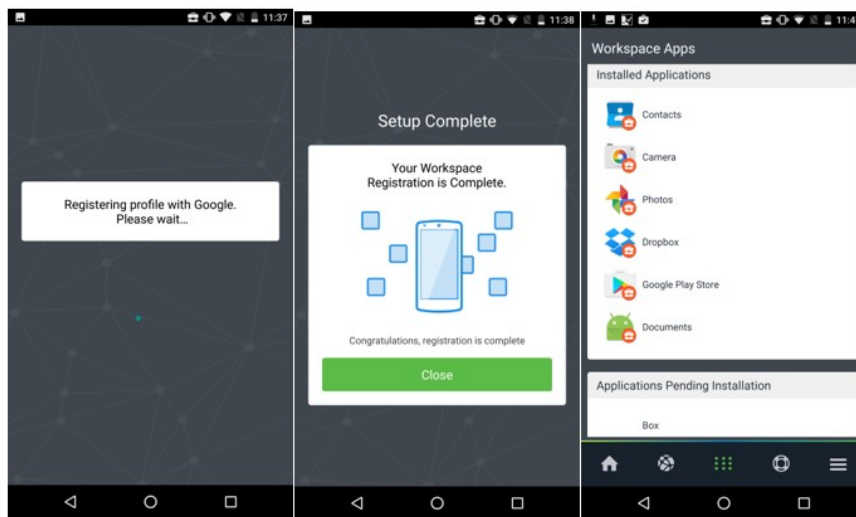 11:37
Registering profile with Google.
Please wait...
11:38
Setup Complete
Your Workspace
Registration is Complete.
Congratulations, registration is complete
Close
11:4
Workspace Apps
Installed Applications
Contacts
Camera
Photos
Dropbox
Google Play Store
Documents
Applications Pending Installation
Box